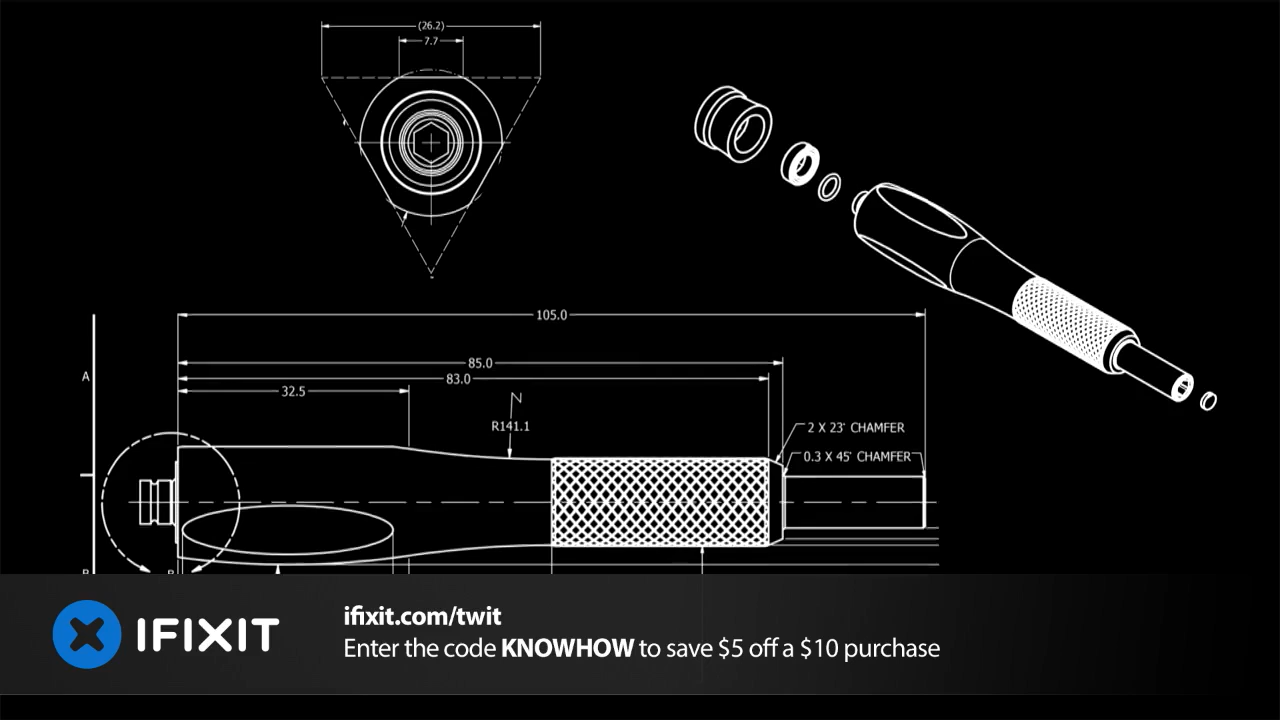 (26.2)
7.7
105.0
85.0
83.0
32.5
N
R141.1
A
2 X 23° CHAMFER
0.3 X 45° CHAMFER
B
B
IFIXIT
ifixit.com/twit
Enter the code KNOWHOW to save $5 off a $10 purchase